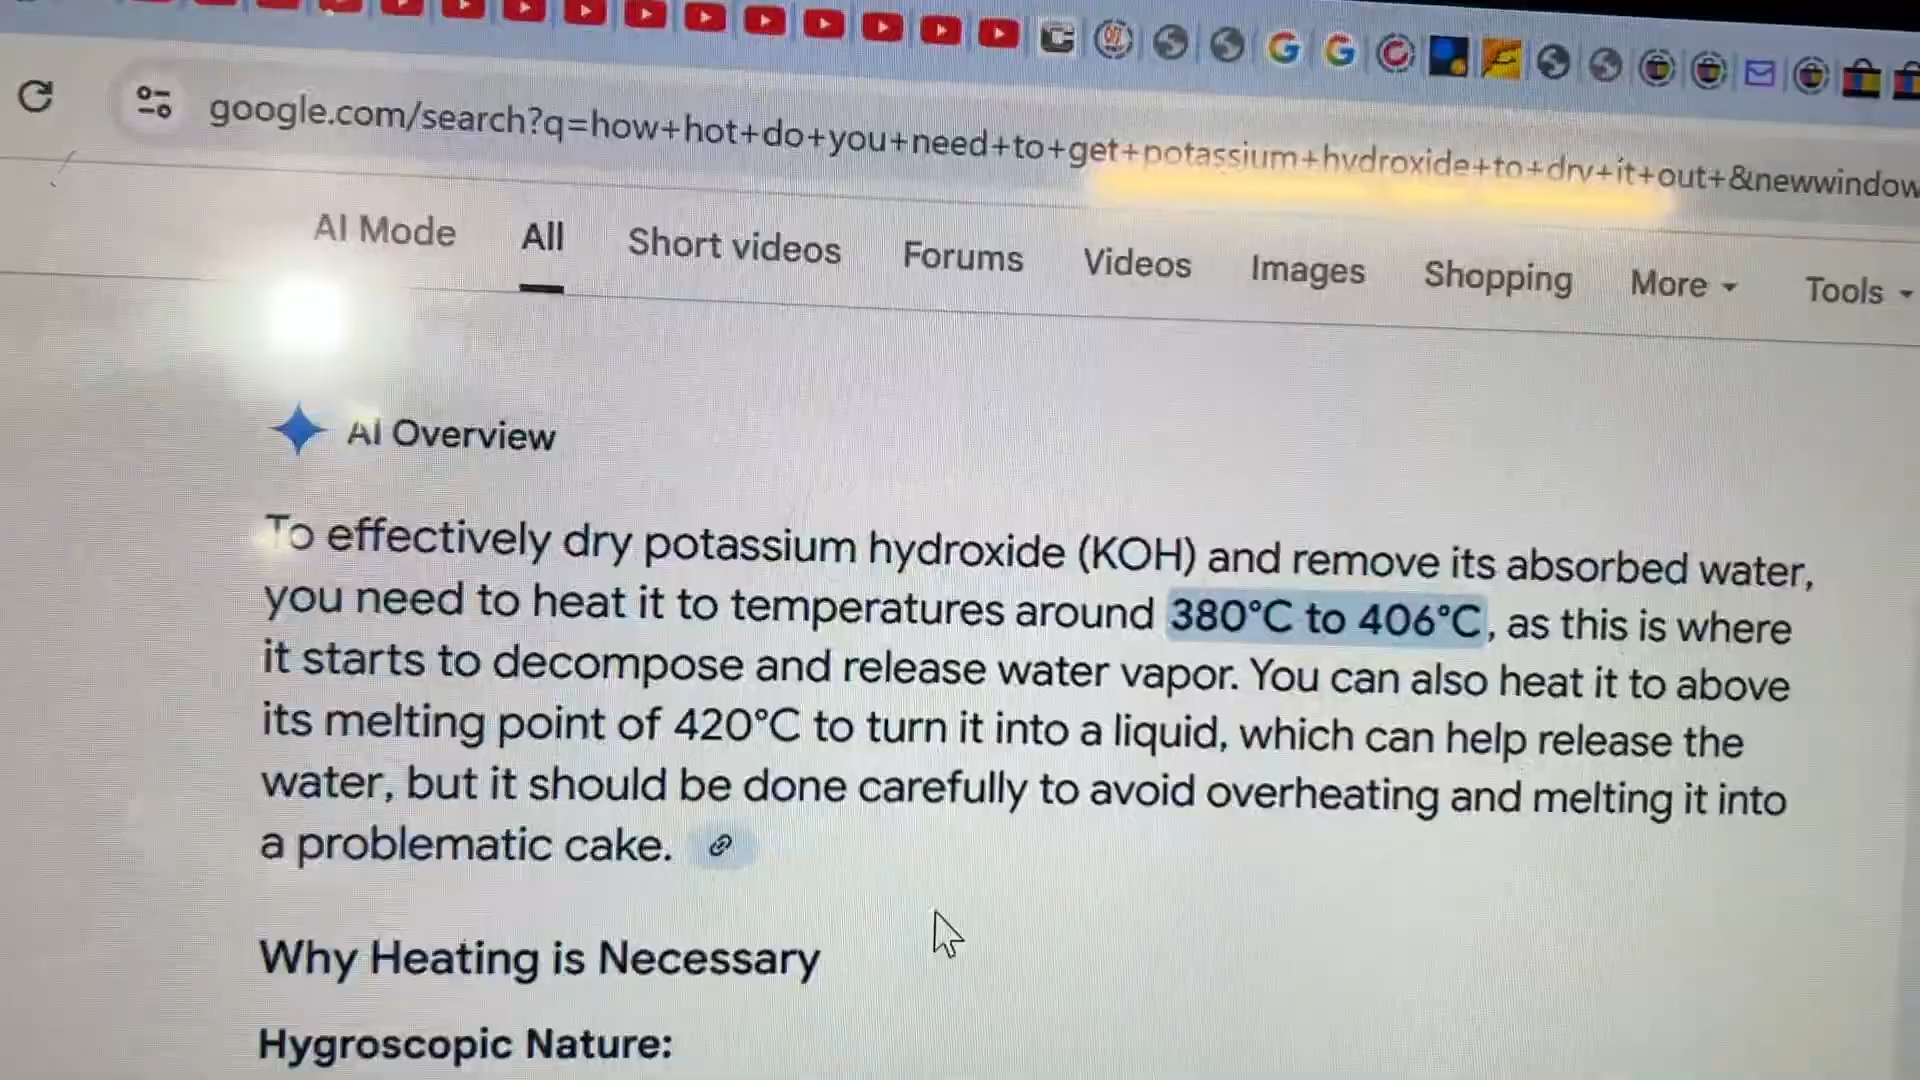 google.com/search?q=how+hot+do+you+need+to+get+potassium+hydroxide+to+dry+it+out+&newwindow
AI Mode All Short videos Forums Videos Images Shopping More Tools
AI Overview
To effectively dry potassium hydroxide (KOH) and remove its absorbed water,
you need to heat it to temperatures around 380°C to 406°C, as this is where
it starts to decompose and release water vapor. You can also heat it to above
its melting point of 420°C to turn it into a liquid, which can help release the
water, but it should be done carefully to avoid overheating and melting it into
a problematic cake.
Why Heating is Necessary
Hygroscopic Nature: